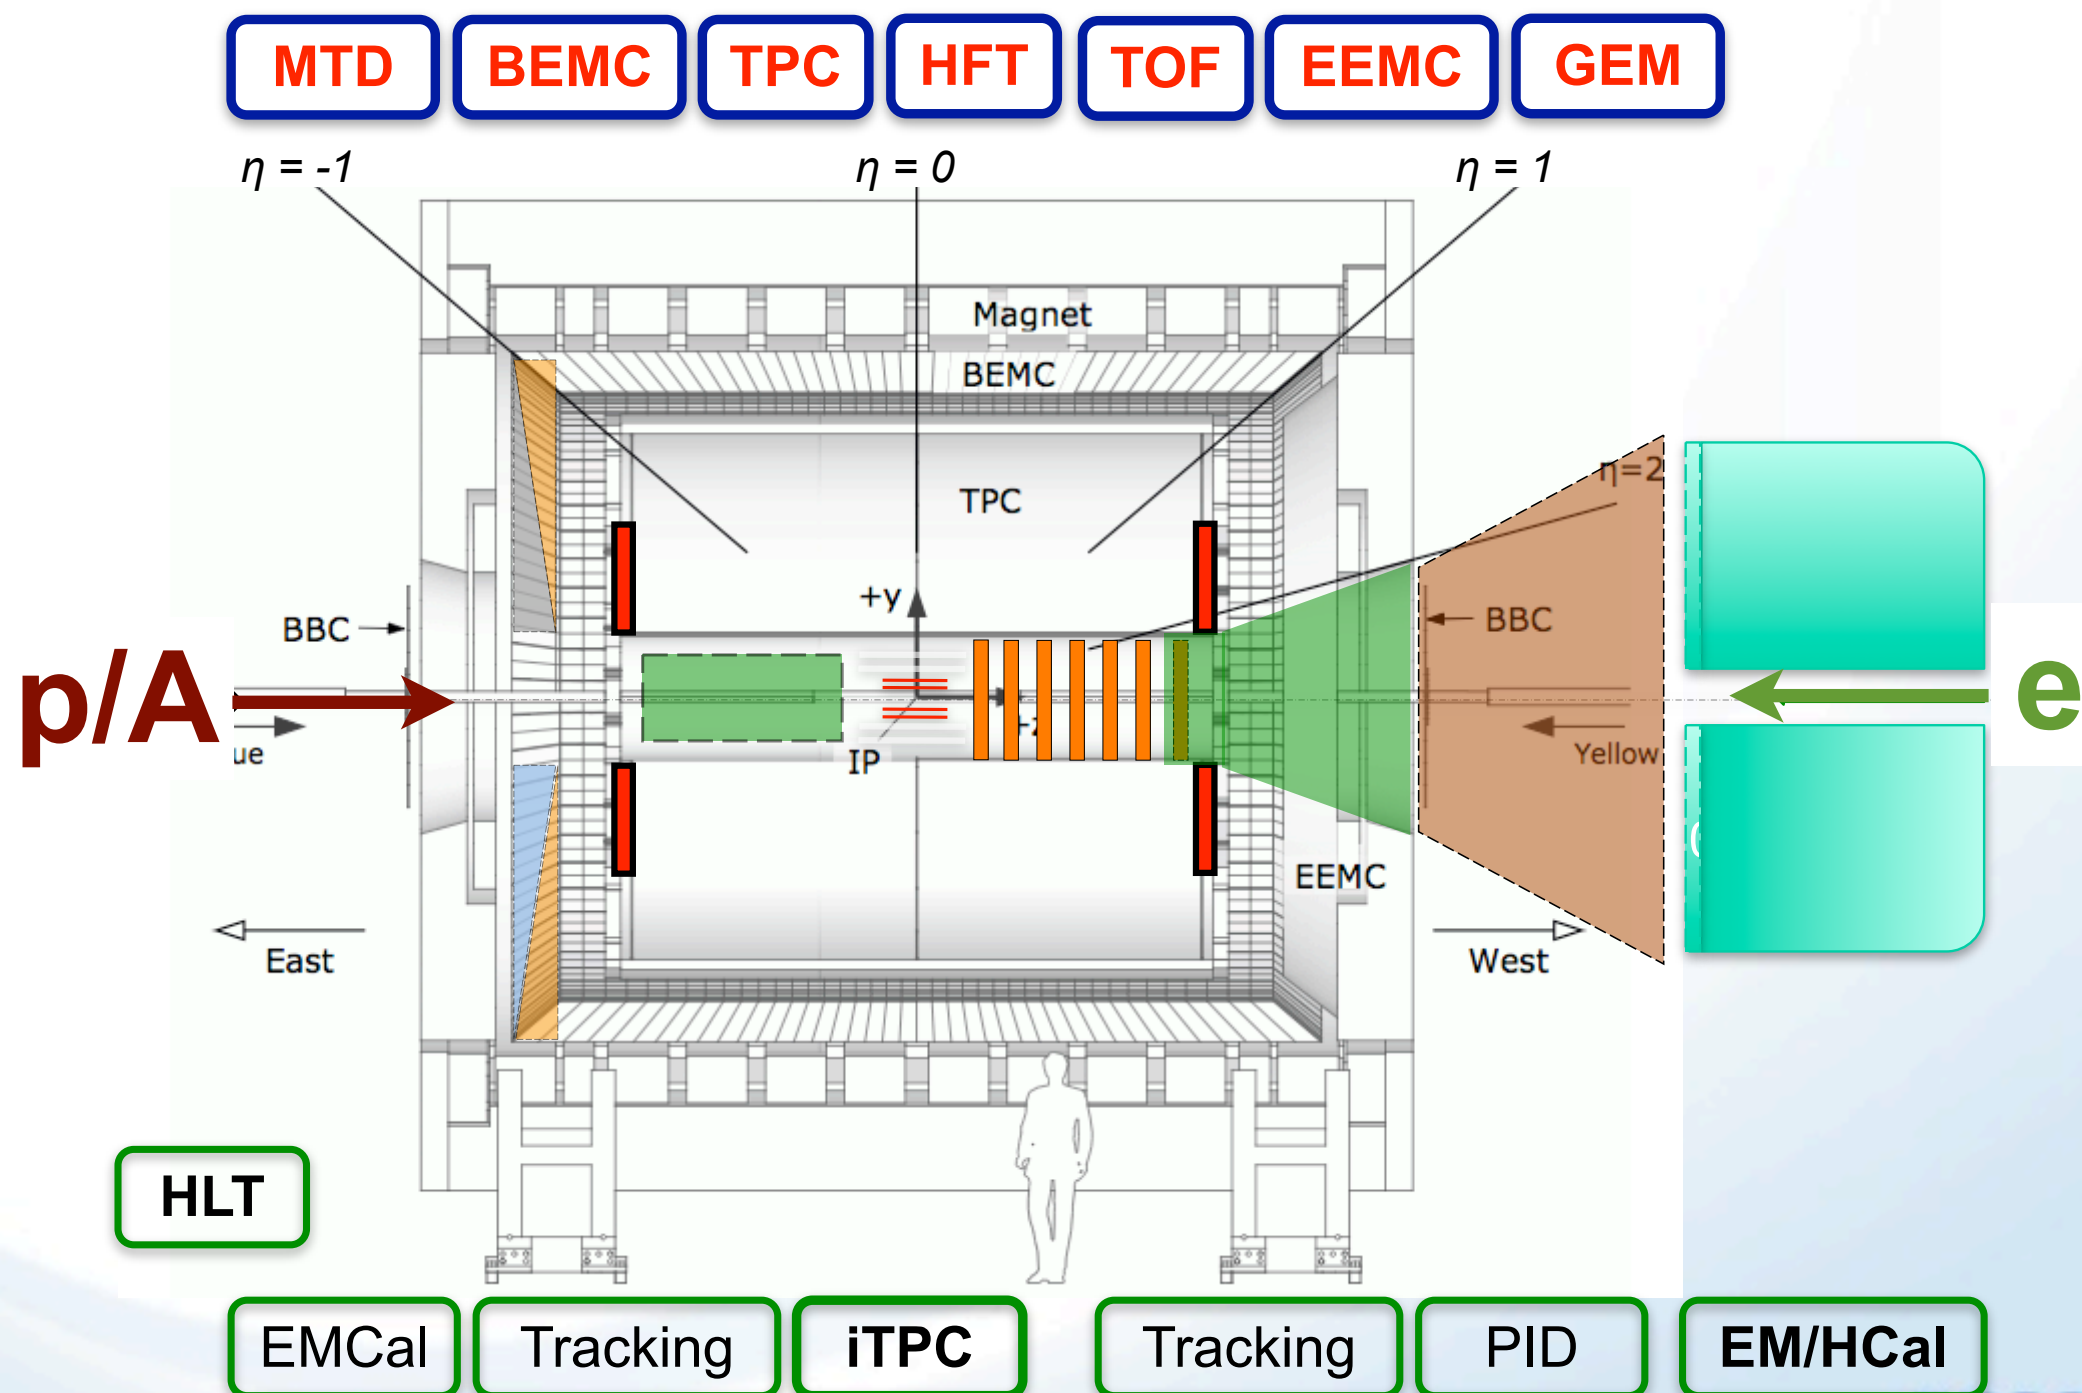 MTD BEMC TPC HFT TOF EEMC GEM
η = -1 η = 0 η = 1
Magnet
BEMC
η=2
TPC
+y
BBC BBC
p/A e
+z
ue IP Yellow
EEMC
East West
HLT
EMCal Tracking iTPC Tracking PID EM/HCal